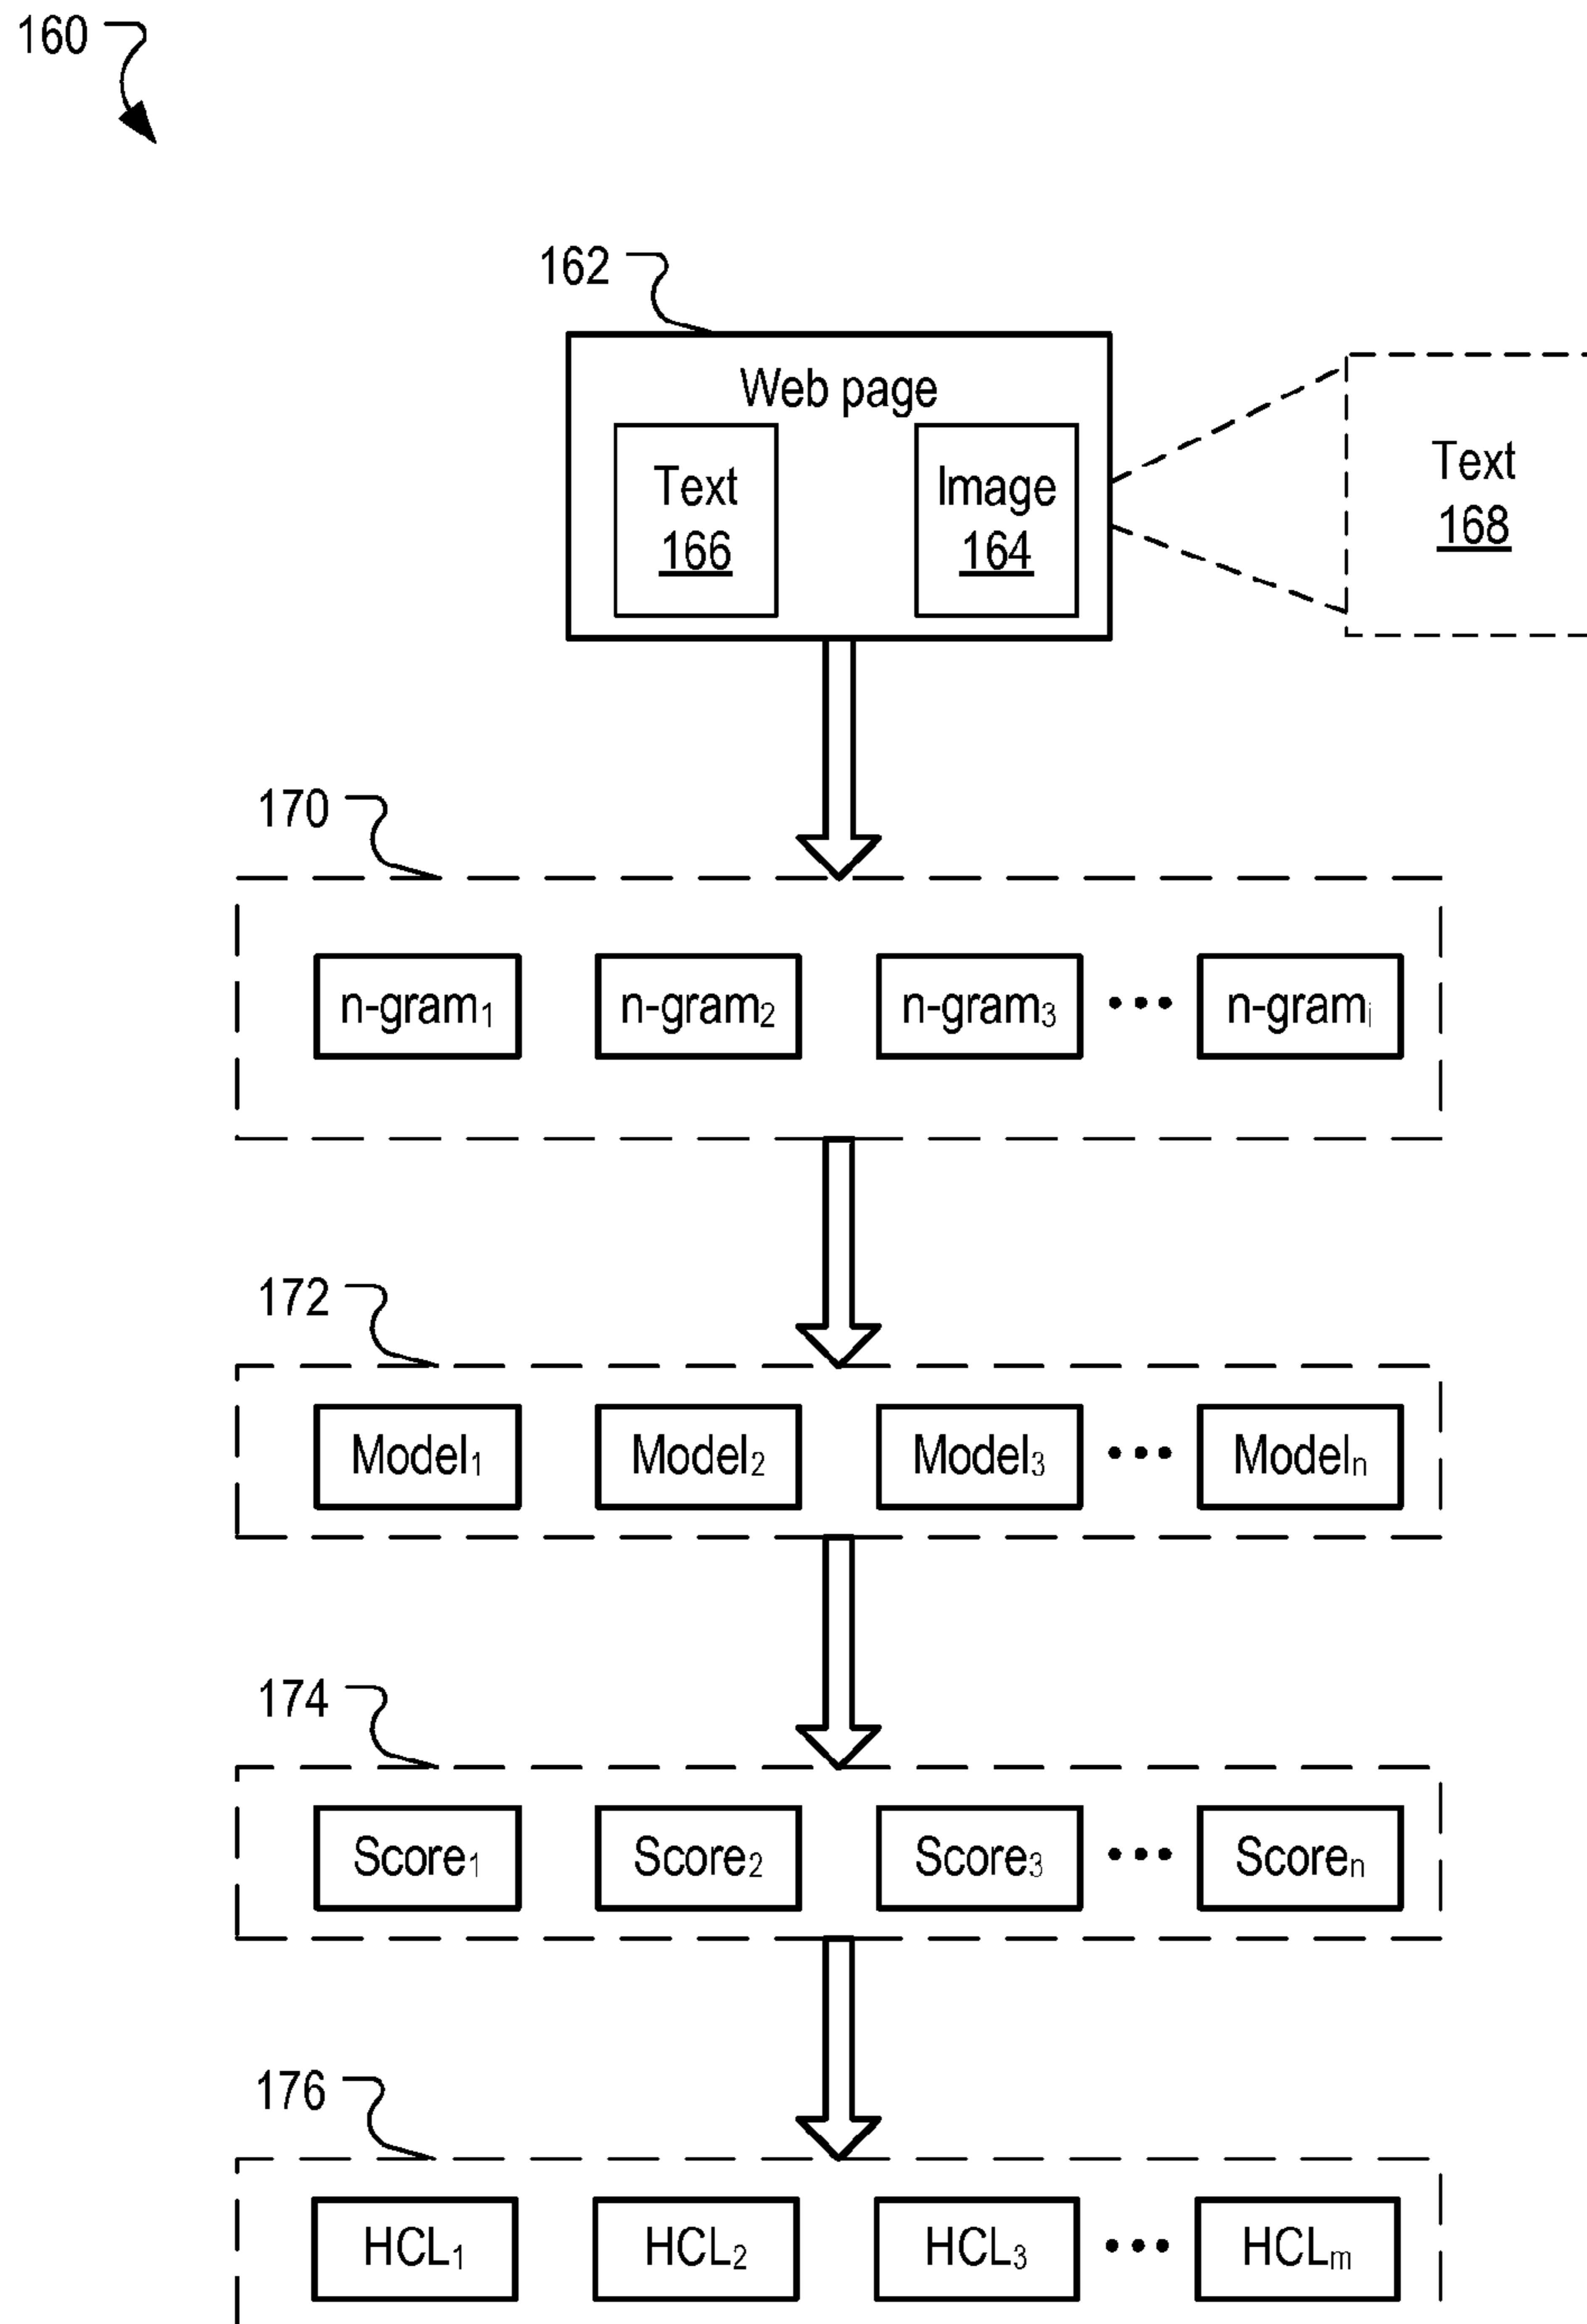 160
162
Web page
Text
166
Image
164
Text
168
170
n-gram₁ n-gram₂ n-gram₃ ••• n-gramᵢ
172
Model₁ Model₂ Model₃ ••• Modelₙ
174
Score₁ Score₂ Score₃ ••• Scoreₙ
176
HCL₁ HCL₂ HCL₃ ••• HCLₘ